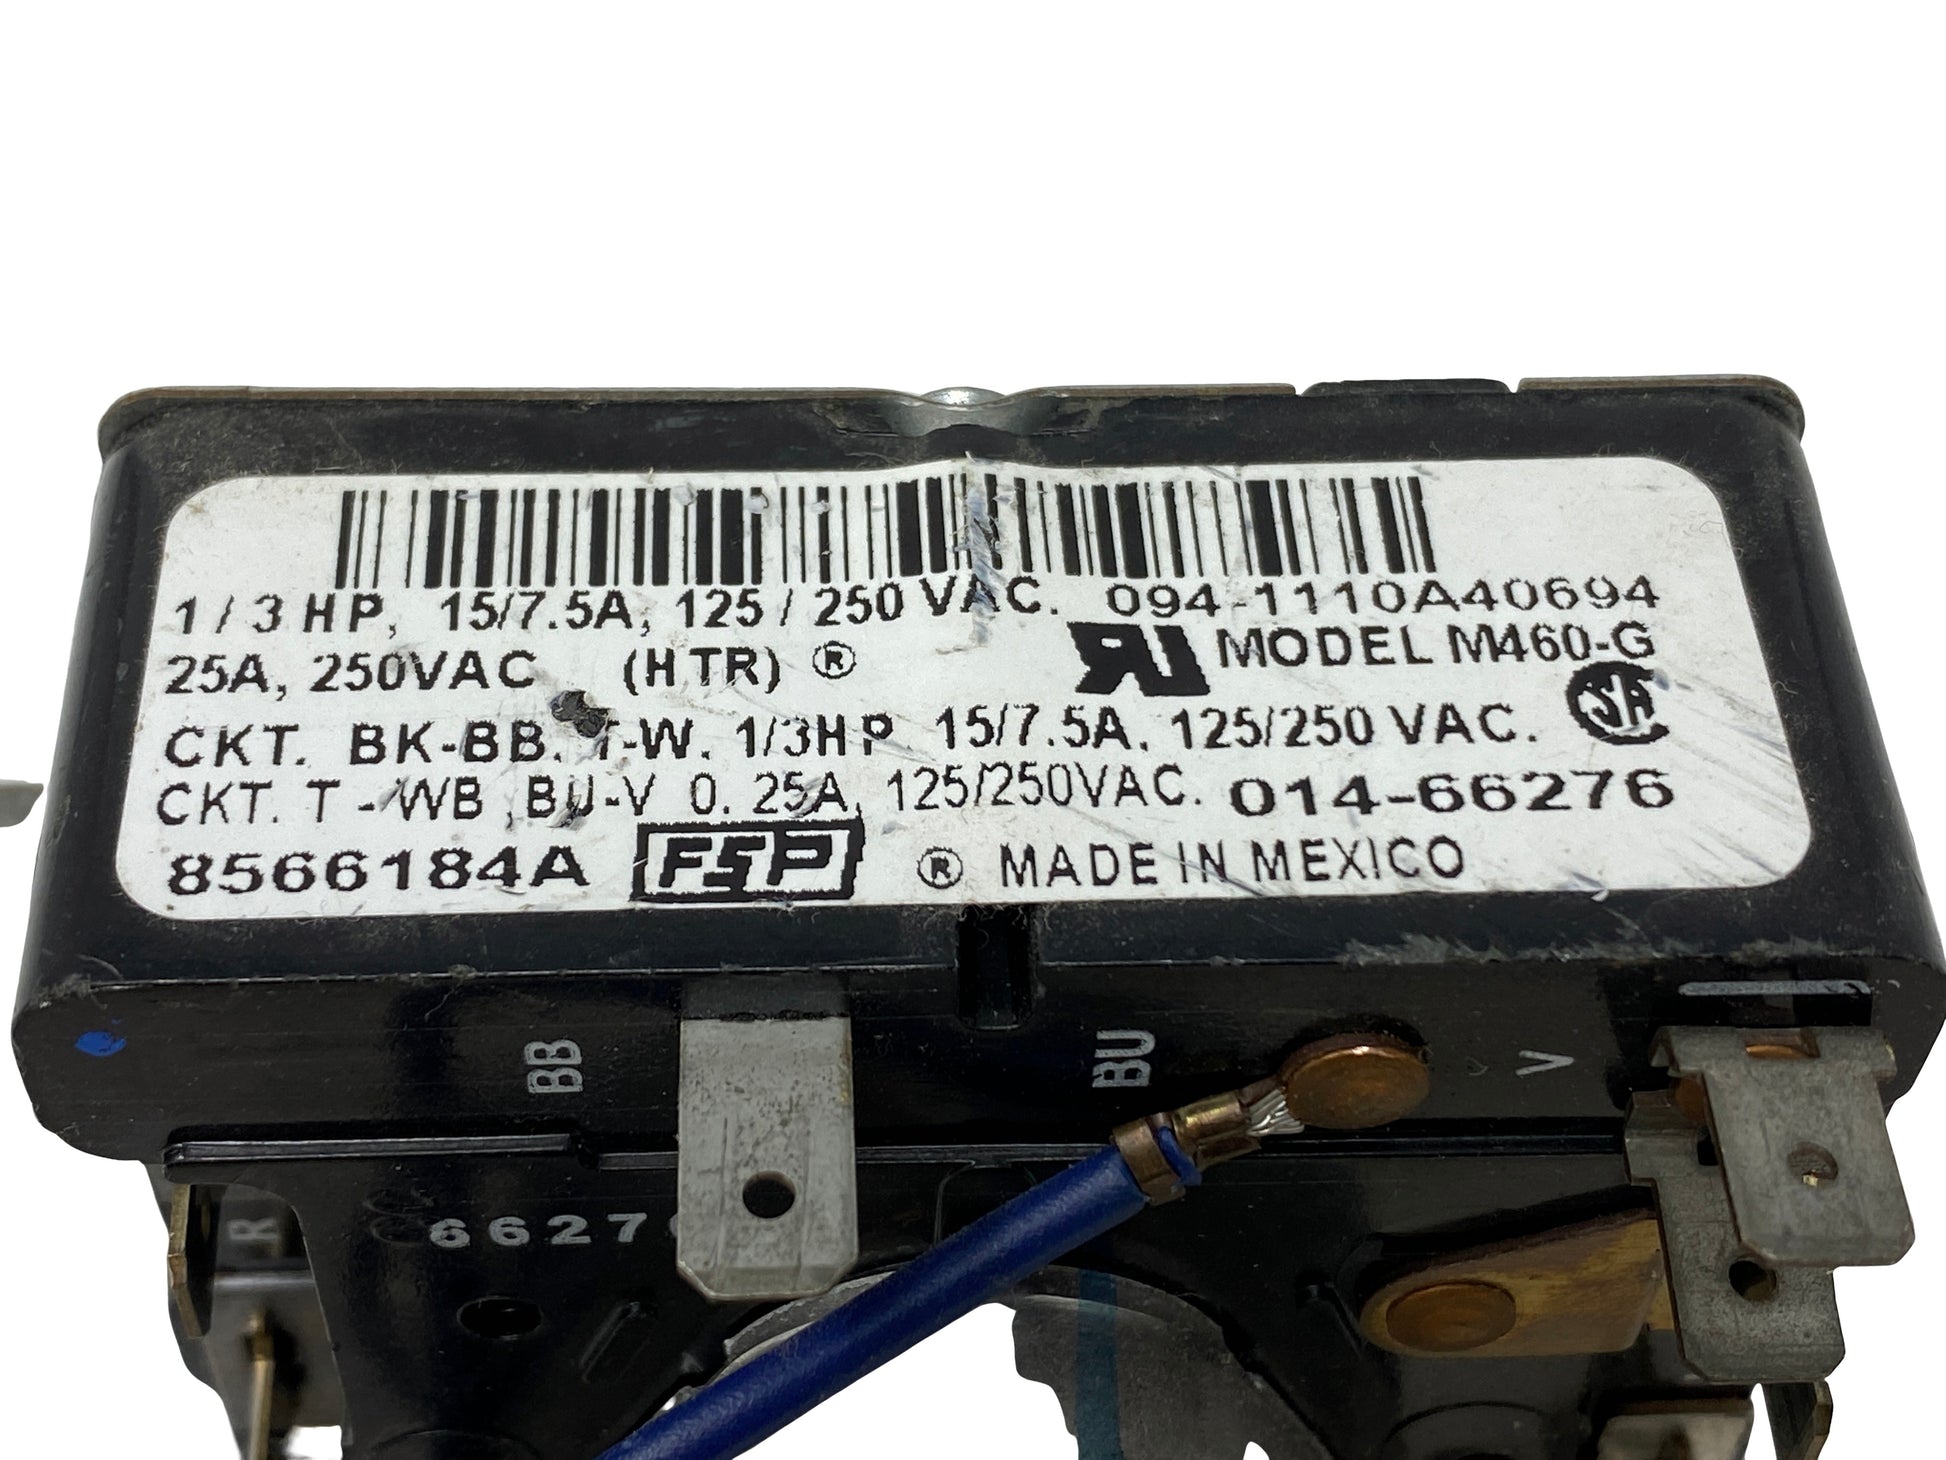 1/3HP, 15/7.5A, 125/250 VAC. 094-1110A40694
25A, 250VAC (HTR) ® MODEL M460-G
CKT. BK-BB. T-W. 1/3HP 15/7.5A. 125/250 VAC.
CKT. T-WB, BU-V 0.25A, 125/250VAC. 014-66276
8566184A FSP ® MADE IN MEXICO
BB
BU
V
R